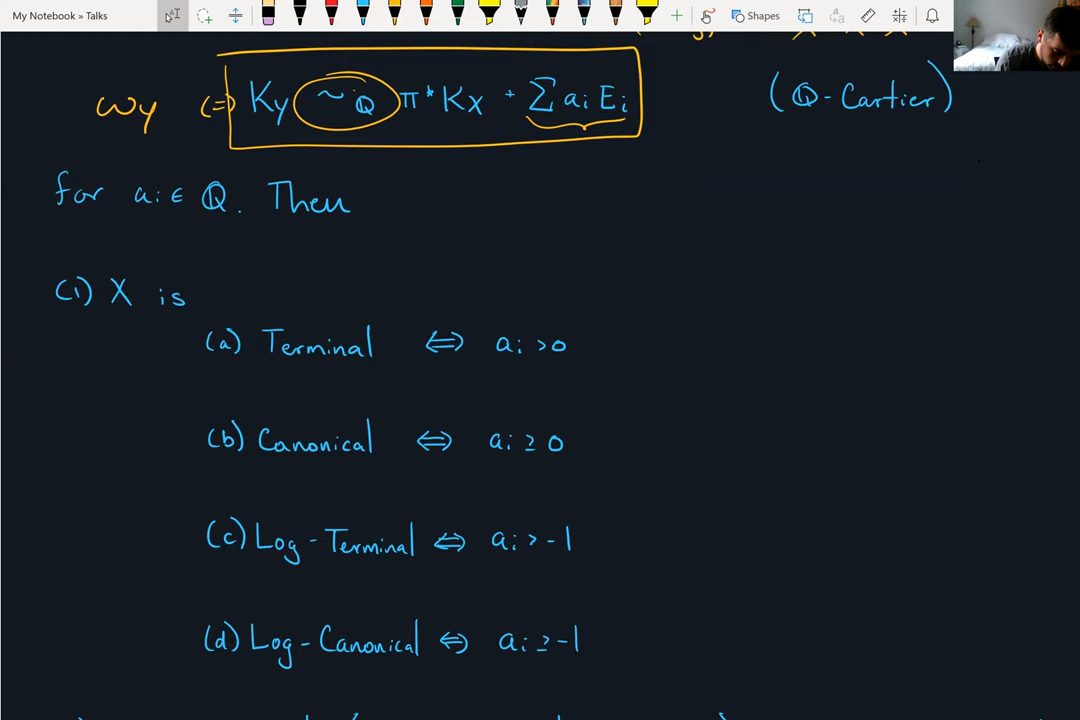 My Notebook » Talks
Shapes
ωY (=) KY ~Q π* KX + Σ ai Ei (Q-Cartier)
for ai ∈ Q. Then
(1) X is
(a) Terminal ⇔ ai > 0
(b) Canonical ⇔ ai ≥ 0
(c) Log-Terminal ⇔ ai > -1
(d) Log-Canonical ⇔ ai ≥ -1